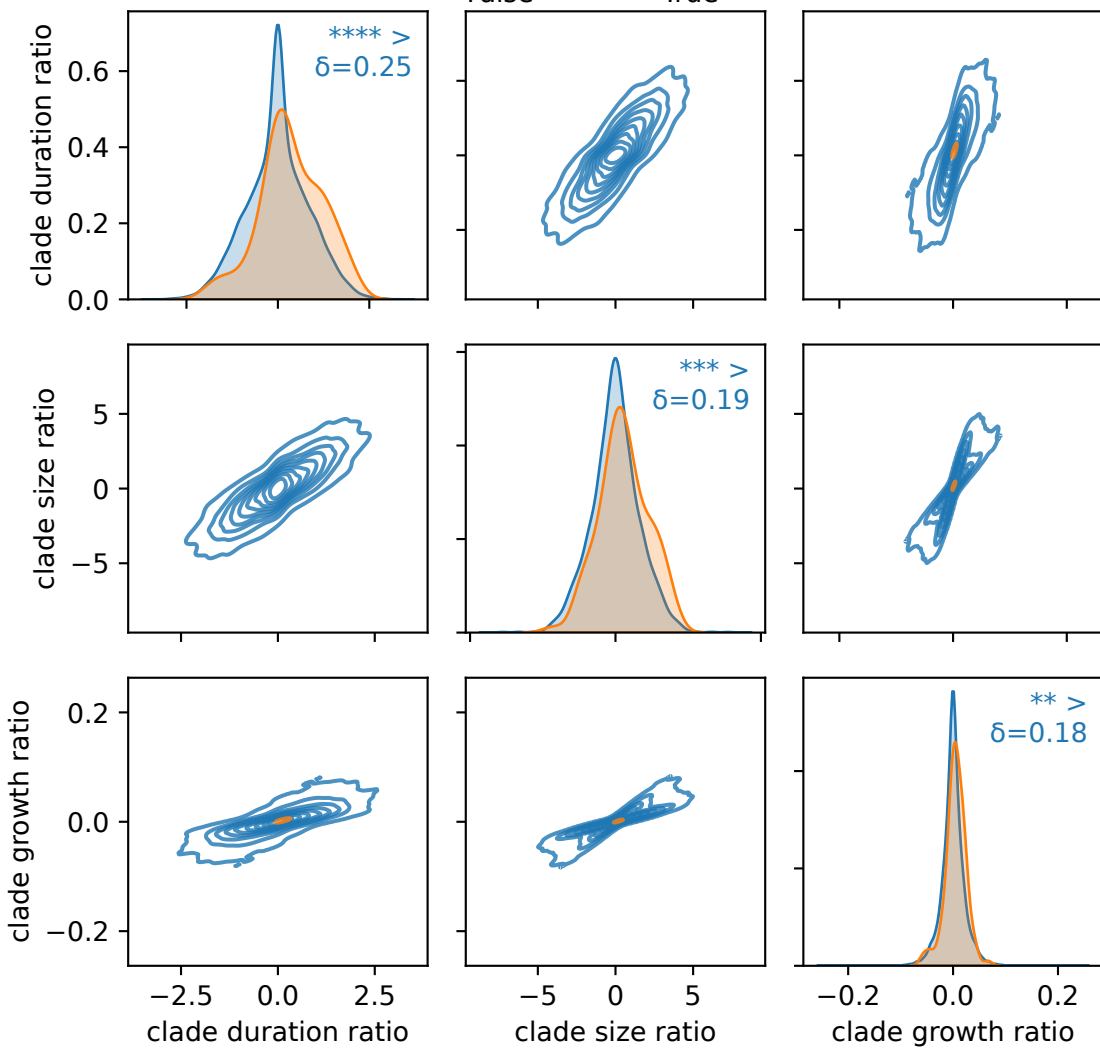 clade duration ratio
0.6
0.4
0.2
0.0
**** >
δ=0.25
clade size ratio
5
0
−5
*** >
δ=0.19
clade growth ratio
0.2
0.0
−0.2
** >
δ=0.18
−2.5 0.0 2.5
−5 0 5
−0.2 0.0 0.2
clade duration ratio
clade size ratio
clade growth ratio